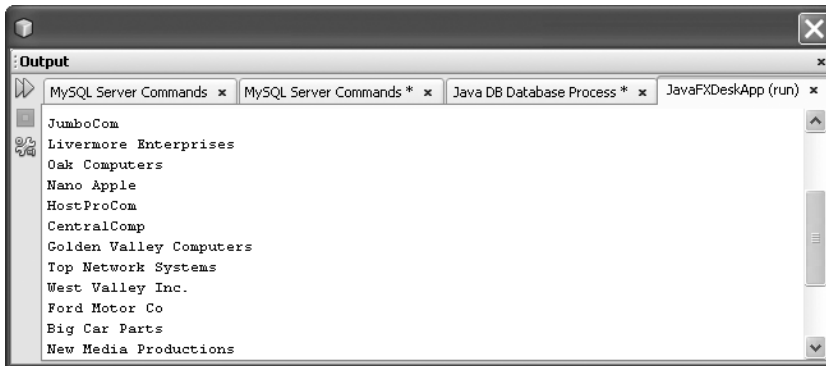 Output
MySQL Server Commands MySQL Server Commands * Java DB Database Process * JavaFXDeskApp (run)
JumboCom
Livermore Enterprises
Oak Computers
Nano Apple
HostProCom
CentralComp
Golden Valley Computers
Top Network Systems
West Valley Inc.
Ford Motor Co
Big Car Parts
New Media Productions